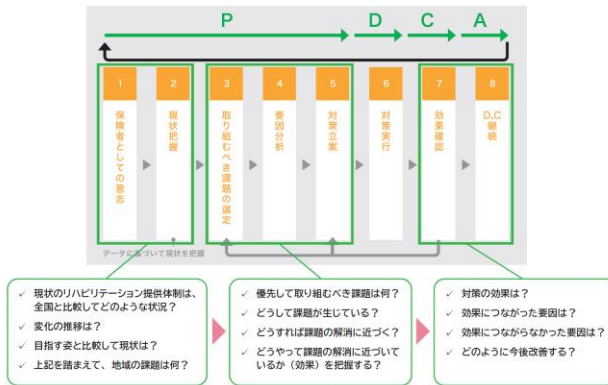 P
D
C
A
1
2
3
4
5
6
7
8
保険者としての意志
現状把握
取り組むべき課題の選定
要因分析
対策立案
対策実行
効果確認
D,C継続
データに基づいて現状を把握
✓ 現状のリハビリテーション提供体制は、
全国と比較してどのような状況?
✓ 変化の推移は?
✓ 目指す姿と比較して現状は?
✓ 上記を踏まえて、地域の課題は何?
✓ 優先して取り組むべき課題は何?
✓ どうして課題が生じている?
✓ どうすれば課題の解消に近づく?
✓ どうやって課題の解消に近づいて
いるか(効果)を把握する?
✓ 対策の効果は?
✓ 効果につながった要因は?
✓ 効果につながらなかった要因は?
✓ どのように今後改善する?